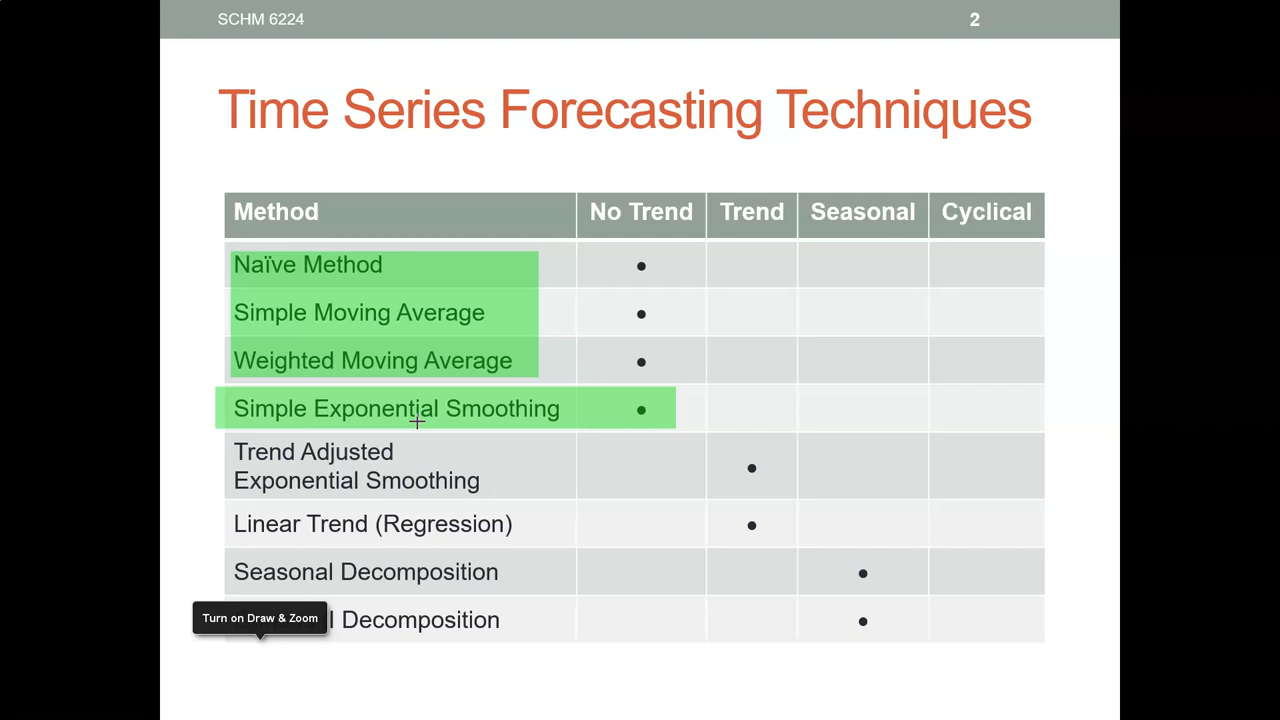 SCHM 6224
2
Time Series Forecasting Techniques
Method No Trend Trend Seasonal Cyclical
Naïve Method •
Simple Moving Average •
Weighted Moving Average •
Simple Exponential Smoothing •
Trend Adjusted
Exponential Smoothing •
Linear Trend (Regression) •
Seasonal Decomposition •
Turn on Draw & Zoom
l Decomposition •